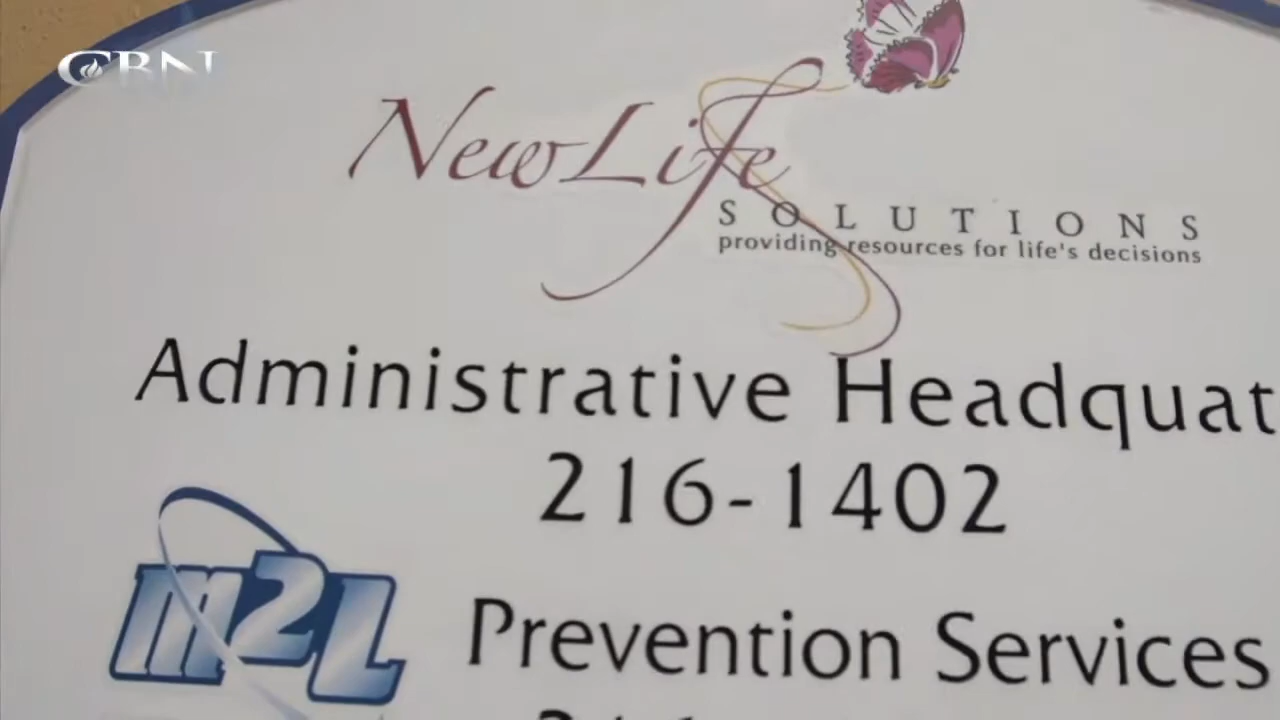 CBN
NewLife
SOLUTIONS
providing resources for life's decisions
Administrative Headquat
216-1402
M2L
Prevention Services